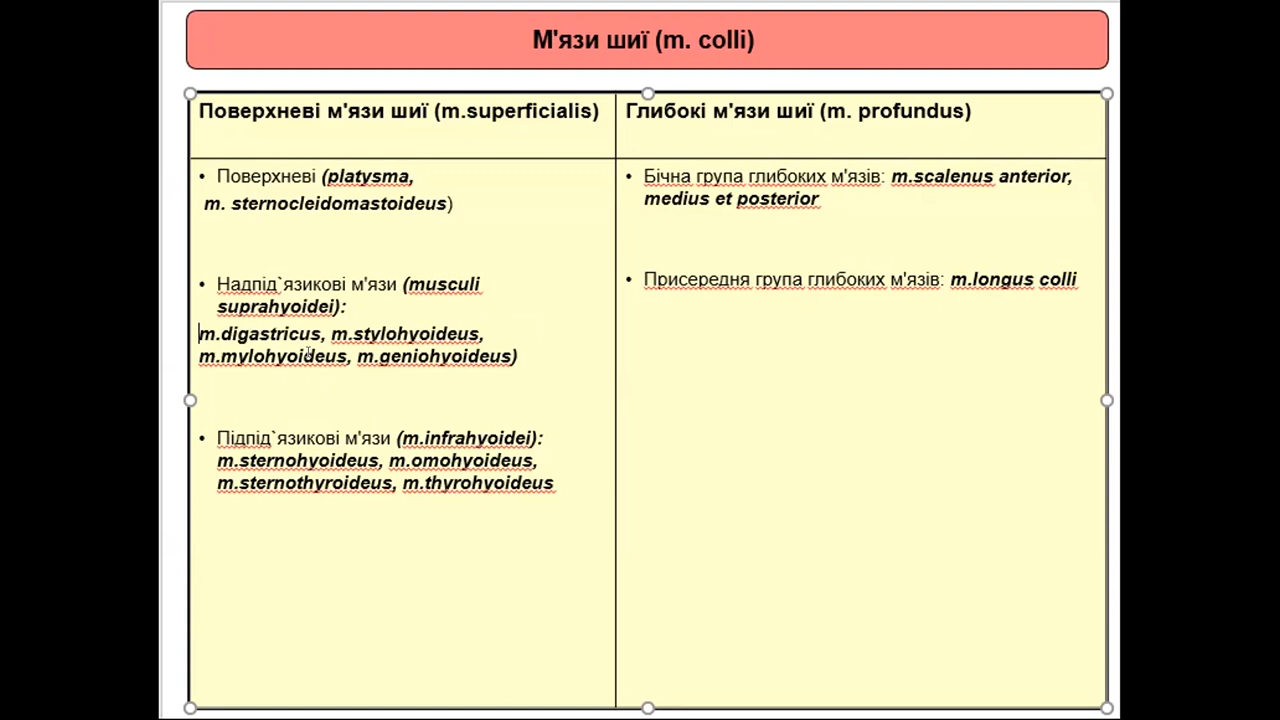 М'язи шиї (m. colli)
Поверхневі м'язи шиї (m.superficialis)
Глибокі м'язи шиї (m. profundus)
• Поверхневі (platysma,
m. sternocleidomastoideus)
• Надпід`язикові м'язи (musculi
suprahyoidei):
m.digastricus, m.stylohyoideus,
m.mylohyoideus, m.geniohyoideus)
• Підпід`язикові м'язи (m.infrahyoidei):
m.sternohyoideus, m.omohyoideus,
m.sternothyroideus, m.thyrohyoideus
• Бічна група глибоких м'язів: m.scalenus anterior,
medius et posterior
• Присередня група глибоких м'язів: m.longus colli